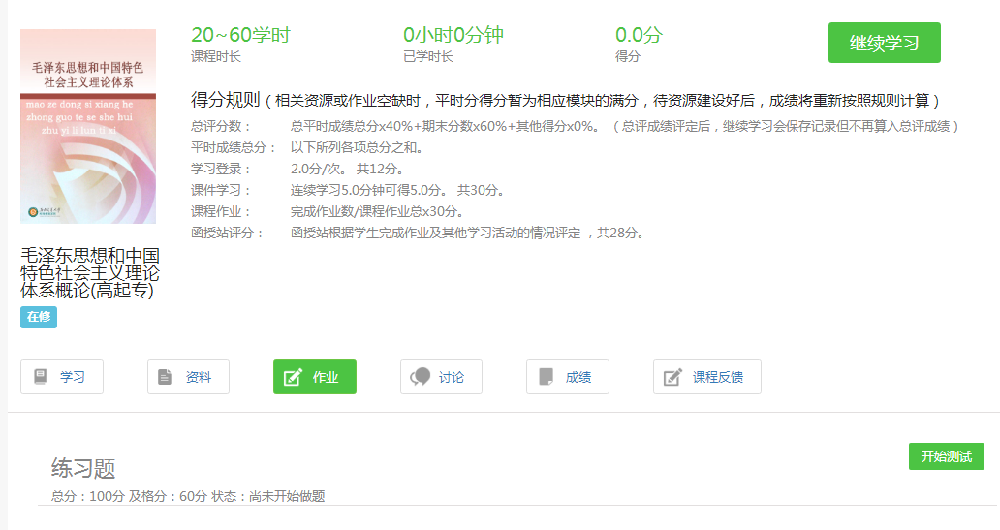 20~60学时
课程时长
0小时0分钟
已学时长
0.0分
得分
继续学习
毛泽东思想和中国特色
社会主义理论体系
mao ze dong si xiang he
zhong guo te se she hui
zhu yi li lun ti xi
得分规则（相关资源或作业空缺时，平时分得分暂为相应模块的满分，待资源建设好后，成绩将重新按照规则计算）
总评分数： 总平时成绩总分x40%+期末分数x60%+其他得分x0%。（总评成绩评定后，继续学习会保存记录但不再算入总评成绩）
平时成绩总分： 以下所列各项总分之和。
学习登录： 2.0分/次。 共12分。
课件学习： 连续学习5.0分钟可得5.0分。 共30分。
课程作业： 完成作业数/课程作业总x30分。
函授站评分： 函授站根据学生完成作业及其他学习活动的情况评定 ，共28分。
毛泽东思想和中国
特色社会主义理论
体系概论(高起专)
在修
学习
资料
作业
讨论
成绩
课程反馈
练习题
开始测试
总分：100分 及格分：60分 状态：尚未开始做题